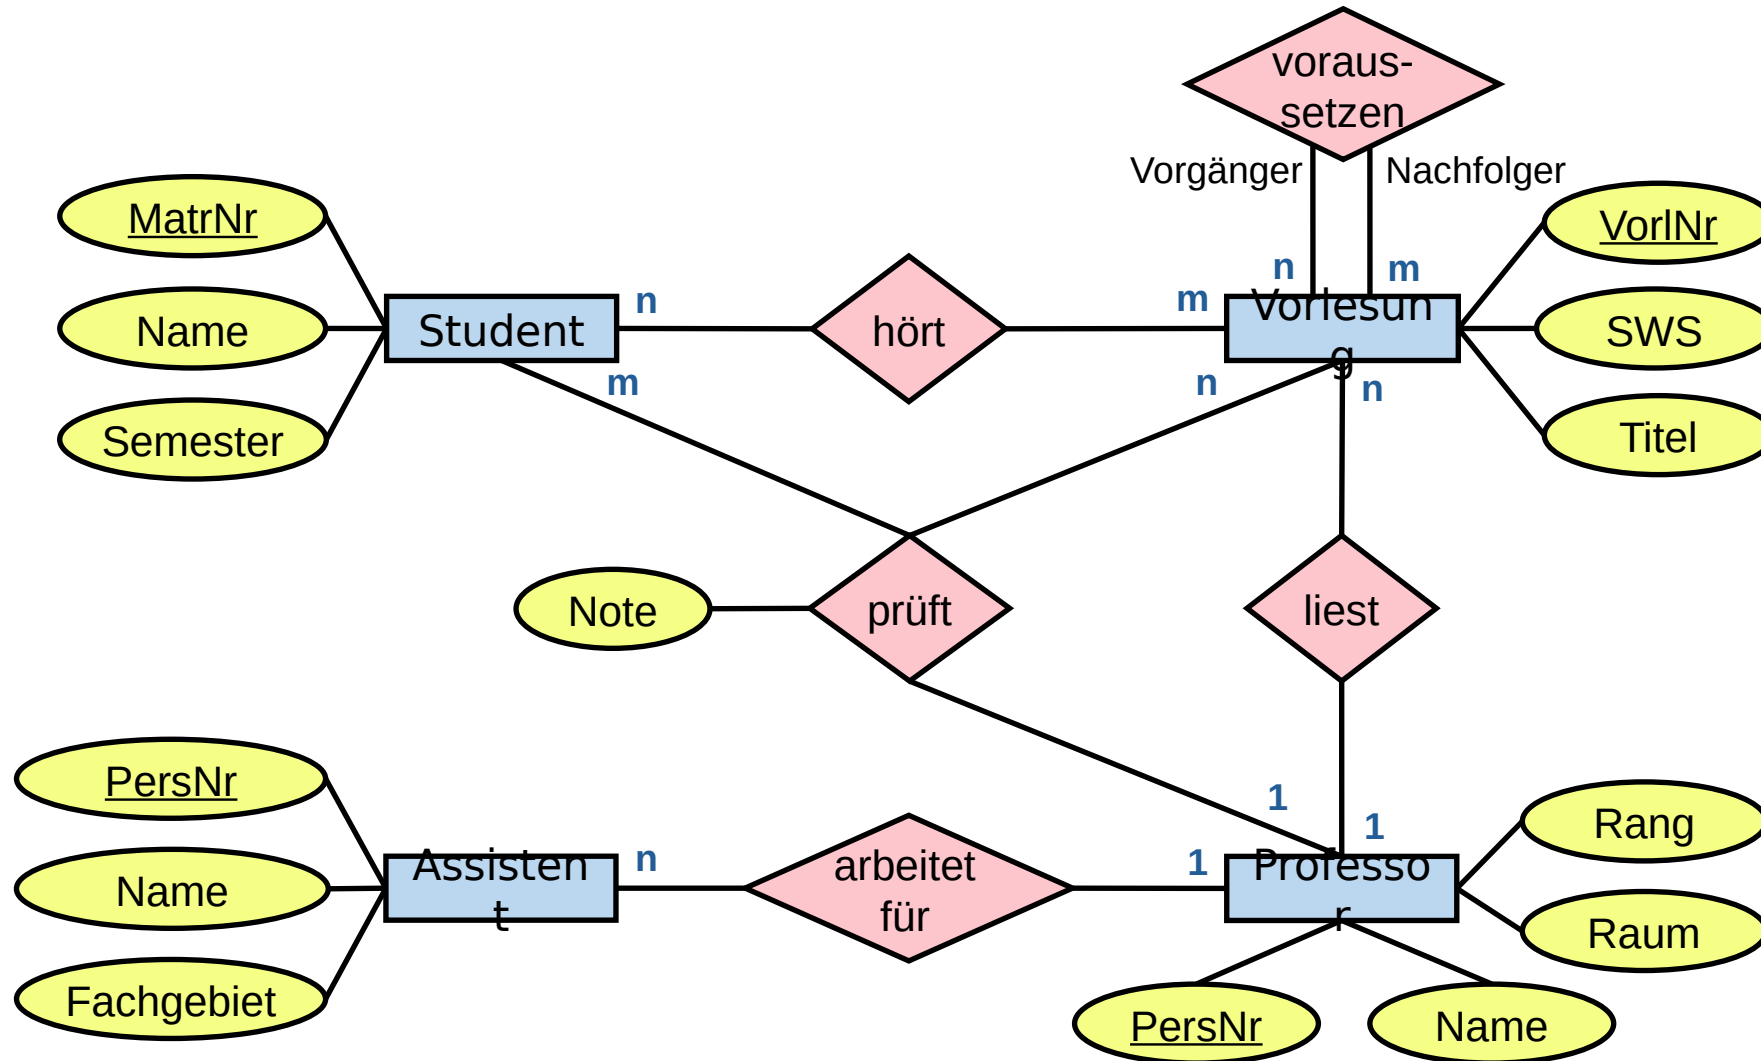 voraus-
setzen
Vorgänger
Nachfolger
MatrNr
VorlNr
n
m
n
m
Name
Student
hört
Vorlesun
g
SWS
m
n
n
Semester
Titel
Note
prüft
liest
PersNr
1
1
Rang
n
1
Name
Assisten
t
arbeitet
für
Professo
r
Raum
Fachgebiet
PersNr
Name